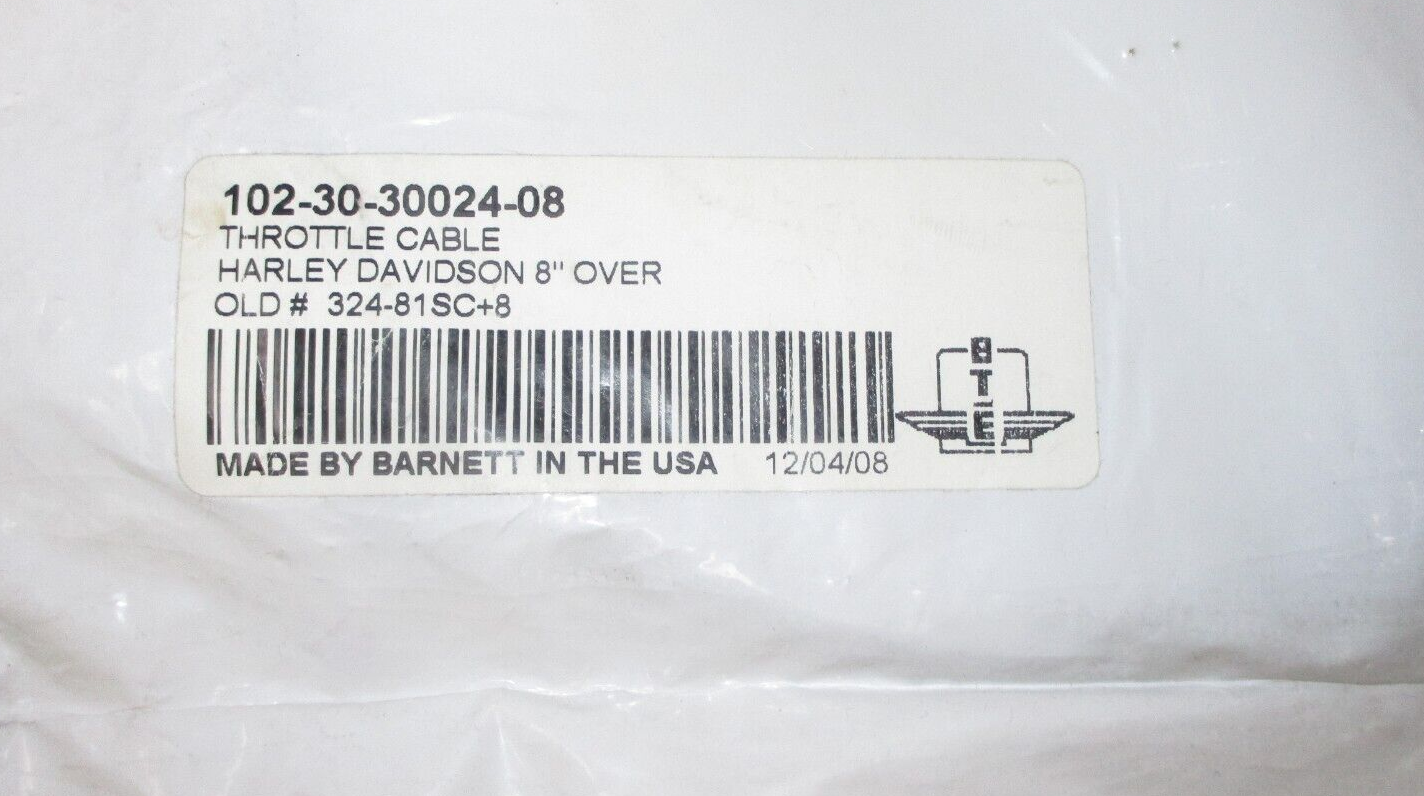 102-30-30024-08
THROTTLE CABLE
HARLEY DAVIDSON 8" OVER
OLD # 324-81SC+8
B
T
E
MADE BY BARNETT IN THE USA 12/04/08